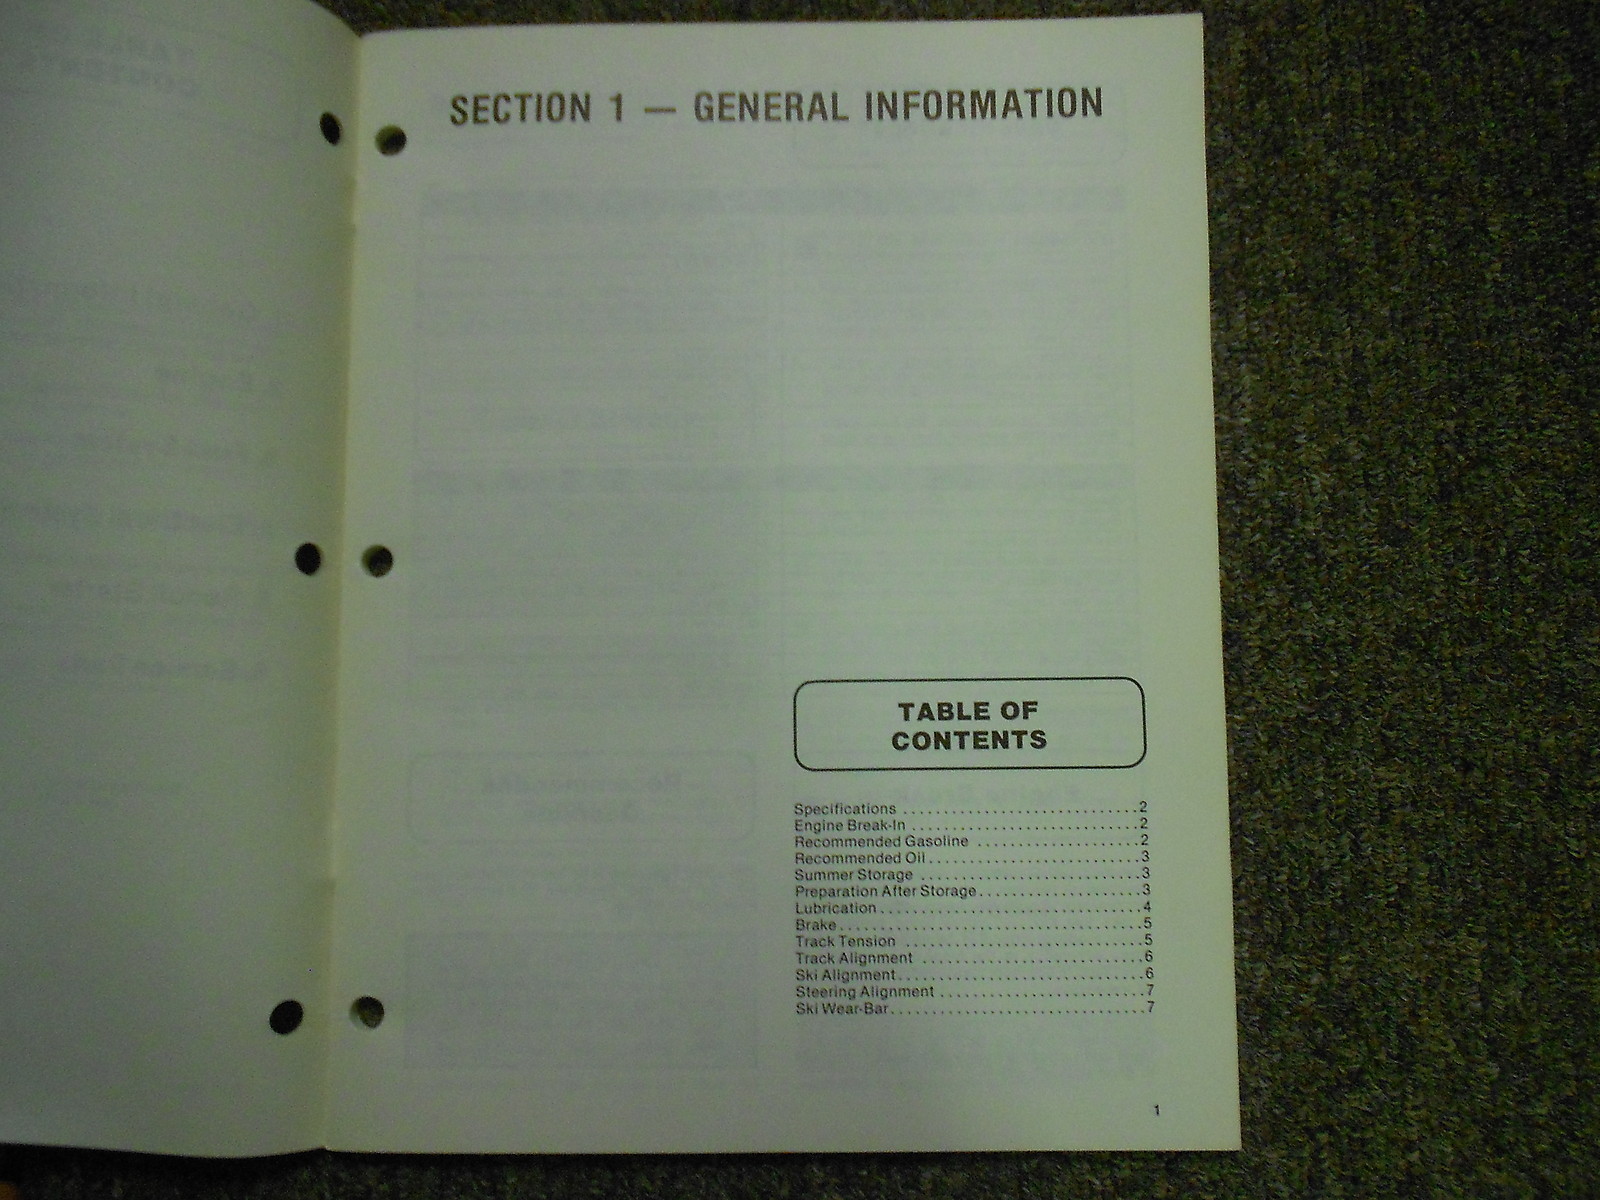 SECTION 1 — GENERAL INFORMATION
TABLE OF
CONTENTS
Specifications . . . . . . . . . . . . . . . . . . . . . . . . . . . . 2
Engine Break-In . . . . . . . . . . . . . . . . . . . . . . . . . . . 2
Recommended Gasoline . . . . . . . . . . . . . . . . . . . 2
Recommended Oil . . . . . . . . . . . . . . . . . . . . . . . . . 3
Summer Storage . . . . . . . . . . . . . . . . . . . . . . . . . . 3
Preparation After Storage . . . . . . . . . . . . . . . . . . . 3
Lubrication . . . . . . . . . . . . . . . . . . . . . . . . . . . . . . . 4
Brake . . . . . . . . . . . . . . . . . . . . . . . . . . . . . . . . . . . . 5
Track Tension . . . . . . . . . . . . . . . . . . . . . . . . . . . . 5
Track Alignment . . . . . . . . . . . . . . . . . . . . . . . . . . 6
Ski Alignment . . . . . . . . . . . . . . . . . . . . . . . . . . . . . 6
Steering Alignment . . . . . . . . . . . . . . . . . . . . . . . . 7
Ski Wear-Bar . . . . . . . . . . . . . . . . . . . . . . . . . . . . . . 7
1